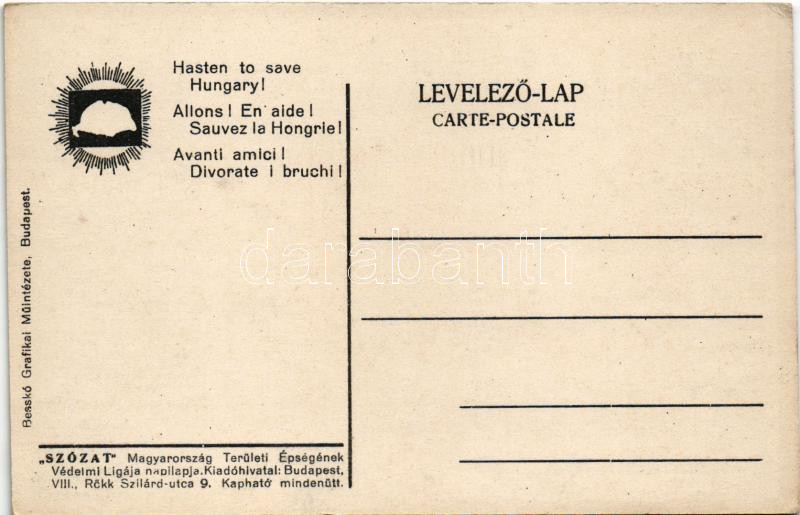 Hasten to save
Hungary!
Allons! En aide!
Sauvez la Hongrie!
Avanti amici!
Divorate i bruchi!
LEVELEZŐ-LAP
CARTE-POSTALE
Besskó Grafikai Műintézete, Budapest.
darabanth
„SZÓZAT" Magyarország Területi Épségének
Védelmi Ligája napilapja. Kiadóhivatal: Budapest,
VIII., Rökk Szilárd-utca 9. Kapható mindenütt.